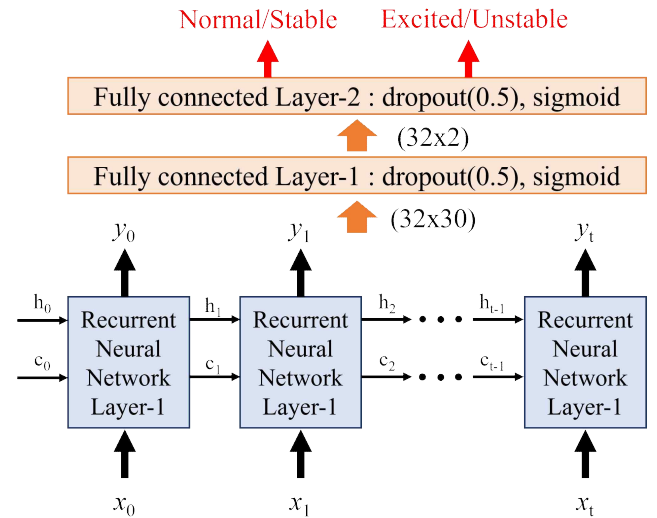 Normal/Stable Excited/Unstable
Fully connected Layer-2 : dropout(0.5), sigmoid
(32x2)
Fully connected Layer-1 : dropout(0.5), sigmoid
(32x30)
y0 y1 yt
h0 h1 h2 ht-1
Recurrent Neural Network Layer-1
Recurrent Neural Network Layer-1
Recurrent Neural Network Layer-1
c0 c1 c2 ct-1
x0 x1 xt